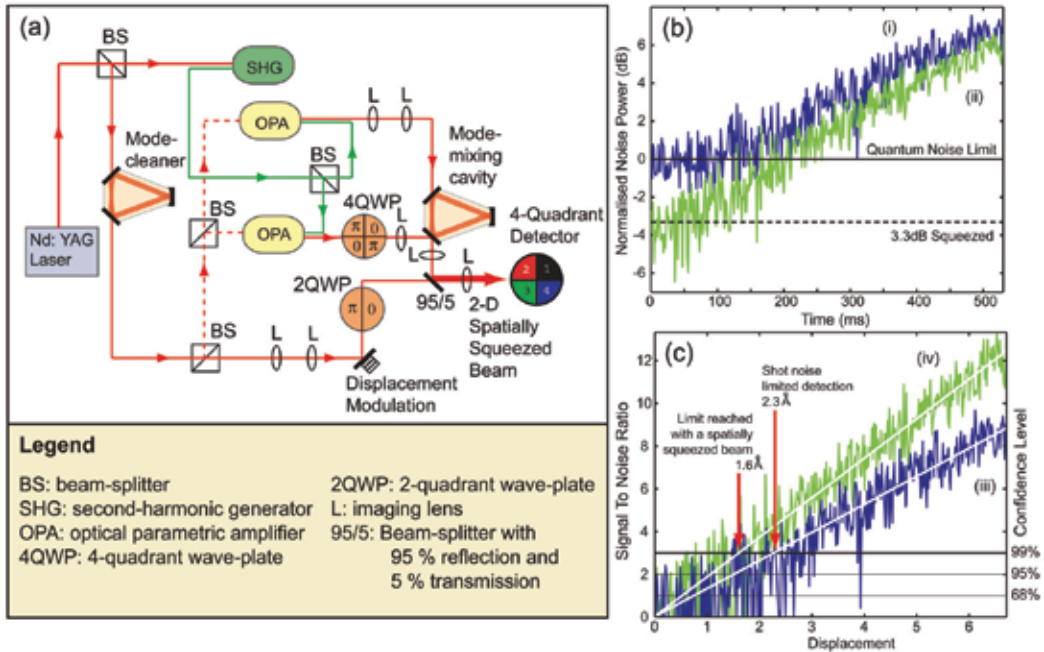 (a)
BS
SHG
OPA
L
L
Mode-
cleaner
Mode-
mixing
cavity
BS
BS
4QWP
L
4-Quadrant
Detector
Nd: YAG
Laser
OPA
π 0
0 π
L
L
2 1
3 4
2QWP
π 0
95/5
2-D
Spatially
Squeezed
Beam
BS
L
L
Displacement
Modulation
Legend
BS: beam-splitter
SHG: second-harmonic generator
OPA: optical parametric amplifier
4QWP: 4-quadrant wave-plate
2QWP: 2-quadrant wave-plate
L: imaging lens
95/5: Beam-splitter with
95 % reflection and
5 % transmission
(b)
Normalised Noise Power (dB)
8
6
4
2
0
-2
-4
-6
(i)
(ii)
Quantum Noise Limit
3.3dB Squeezed
0 100 200 300 400 500
Time (ms)
(c)
Signal To Noise Ratio
12
10
8
6
4
2
0
(iv)
Shot noise
limited detection
2.3Å
Limit reached
with a spatially
squeezed beam
1.6Å
(iii)
Confidence Level
99%
95%
68%
0 1 2 3 4 5 6
Displacement